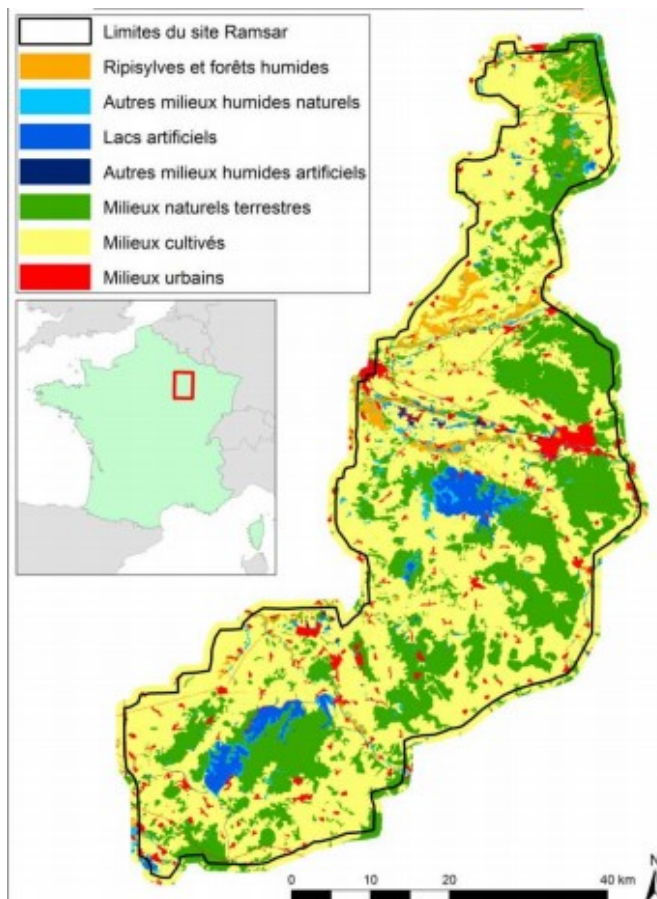 Limites du site Ramsar
Ripisylves et forêts humides
Autres milieux humides naturels
Lacs artificiels
Autres milieux humides artificiels
Milieux naturels terrestres
Milieux cultivés
Milieux urbains
N
0 10 20 40 km